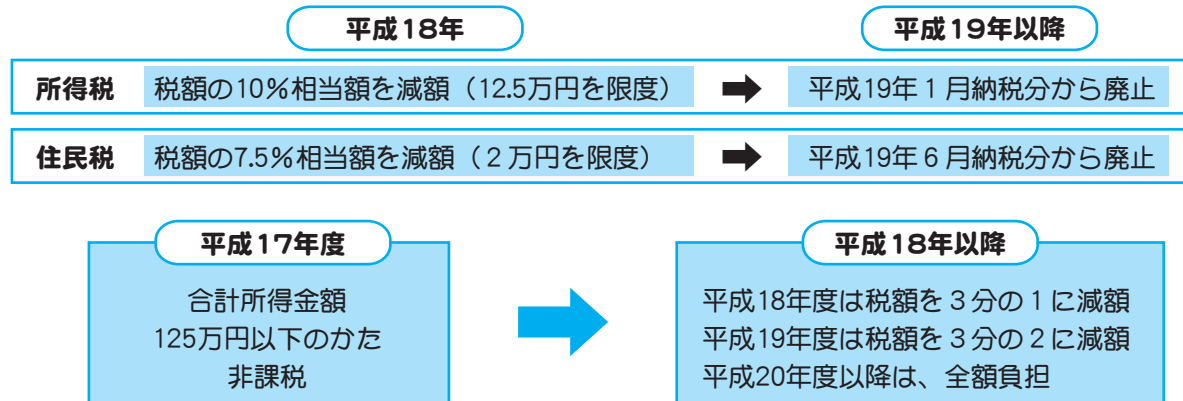 平成18年
平成19年以降
所得税 税額の10％相当額を減額（12.5万円を限度） ➡ 平成19年１月納税分から廃止
住民税 税額の7.5％相当額を減額（２万円を限度） ➡ 平成19年６月納税分から廃止
平成17年度
合計所得金額
125万円以下のかた
非課税
平成18年以降
平成18年度は税額を３分の１に減額
平成19年度は税額を３分の２に減額
平成20年度以降は、全額負担